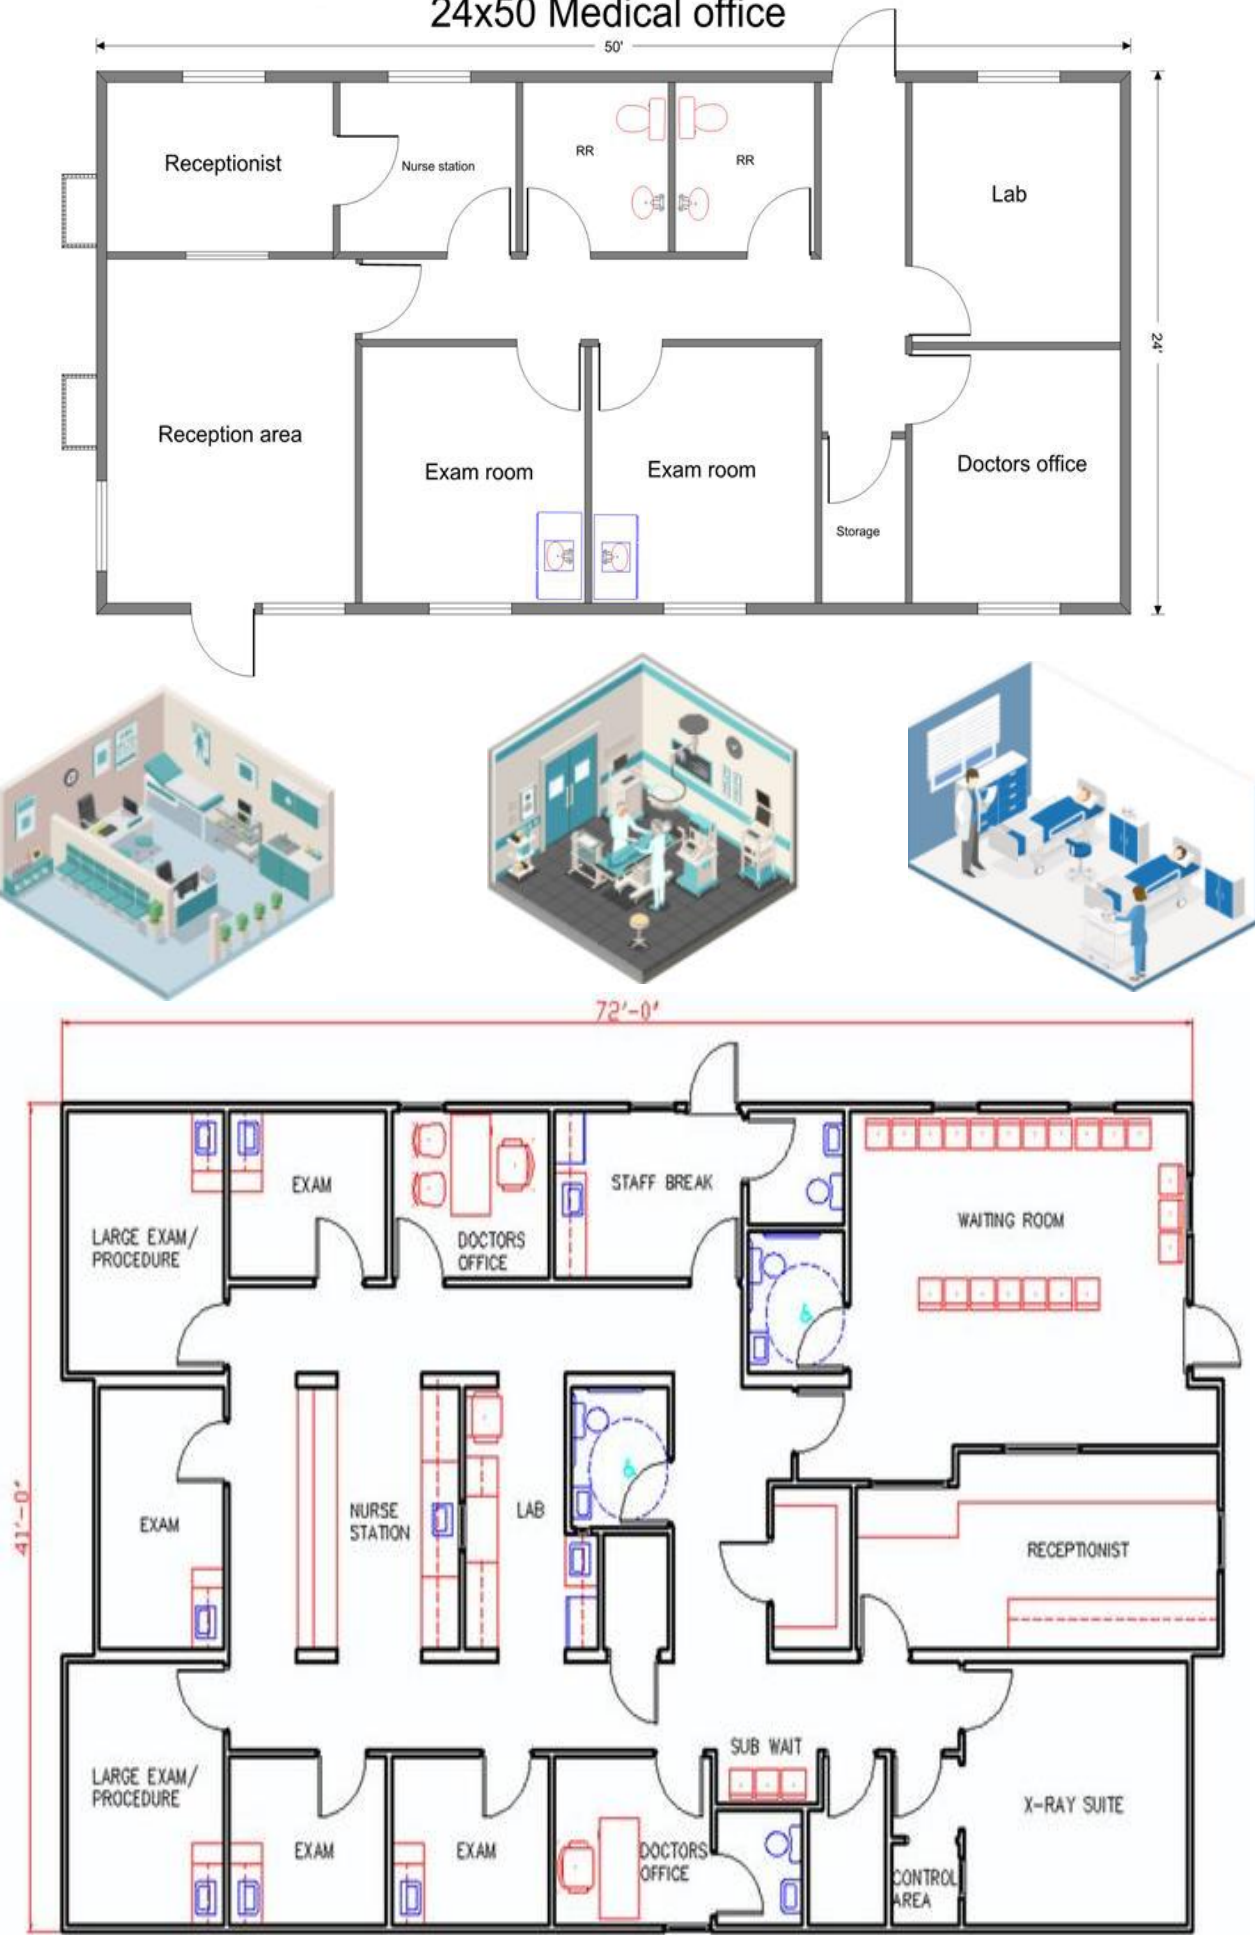 24x50 Medical office
50'
Receptionist
Nurse station
RR
RR
Lab
24'
Reception area
Exam room
Exam room
Doctors office
Storage
72'-0"
EXAM
STAFF BREAK
WAITING ROOM
LARGE EXAM/
PROCEDURE
DOCTORS
OFFICE
41'-0"
EXAM
NURSE
STATION
LAB
RECEPTIONIST
SUB WAIT
LARGE EXAM/
PROCEDURE
X-RAY SUITE
EXAM
EXAM
DOCTORS
OFFICE
CONTROL
AREA